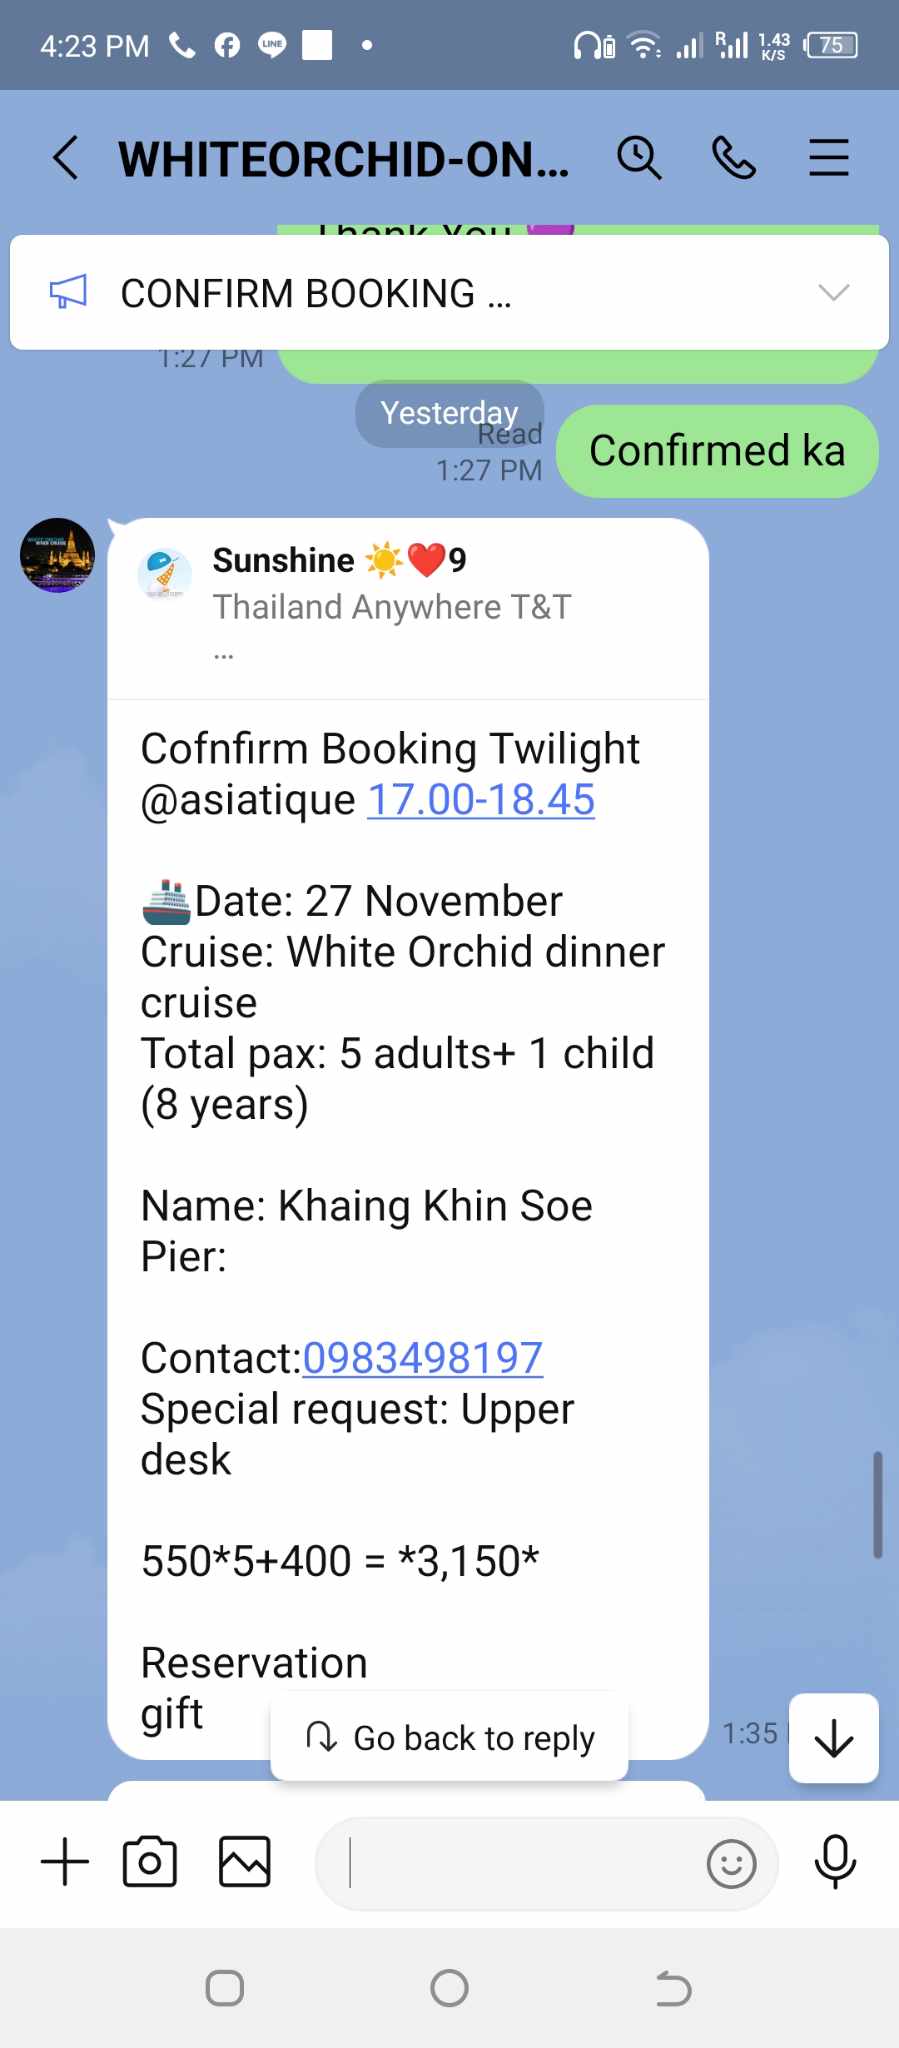 4:23 PM
LINE
R
1.43
K/S
75
WHITEORCHID-ON...
Thank You
CONFIRM BOOKING ...
1:27 PM
Yesterday
Read
1:27 PM
Confirmed ka
Sunshine ☀️❤️9
Thailand Anywhere T&T
...
Cofnfirm Booking Twilight
@asiatique 17.00-18.45
🚢Date: 27 November
Cruise: White Orchid dinner
cruise
Total pax: 5 adults+ 1 child
(8 years)
Name: Khaing Khin Soe
Pier:
Contact:0983498197
Special request: Upper
desk
550*5+400 = *3,150*
Reservation
gift
Go back to reply
1:35